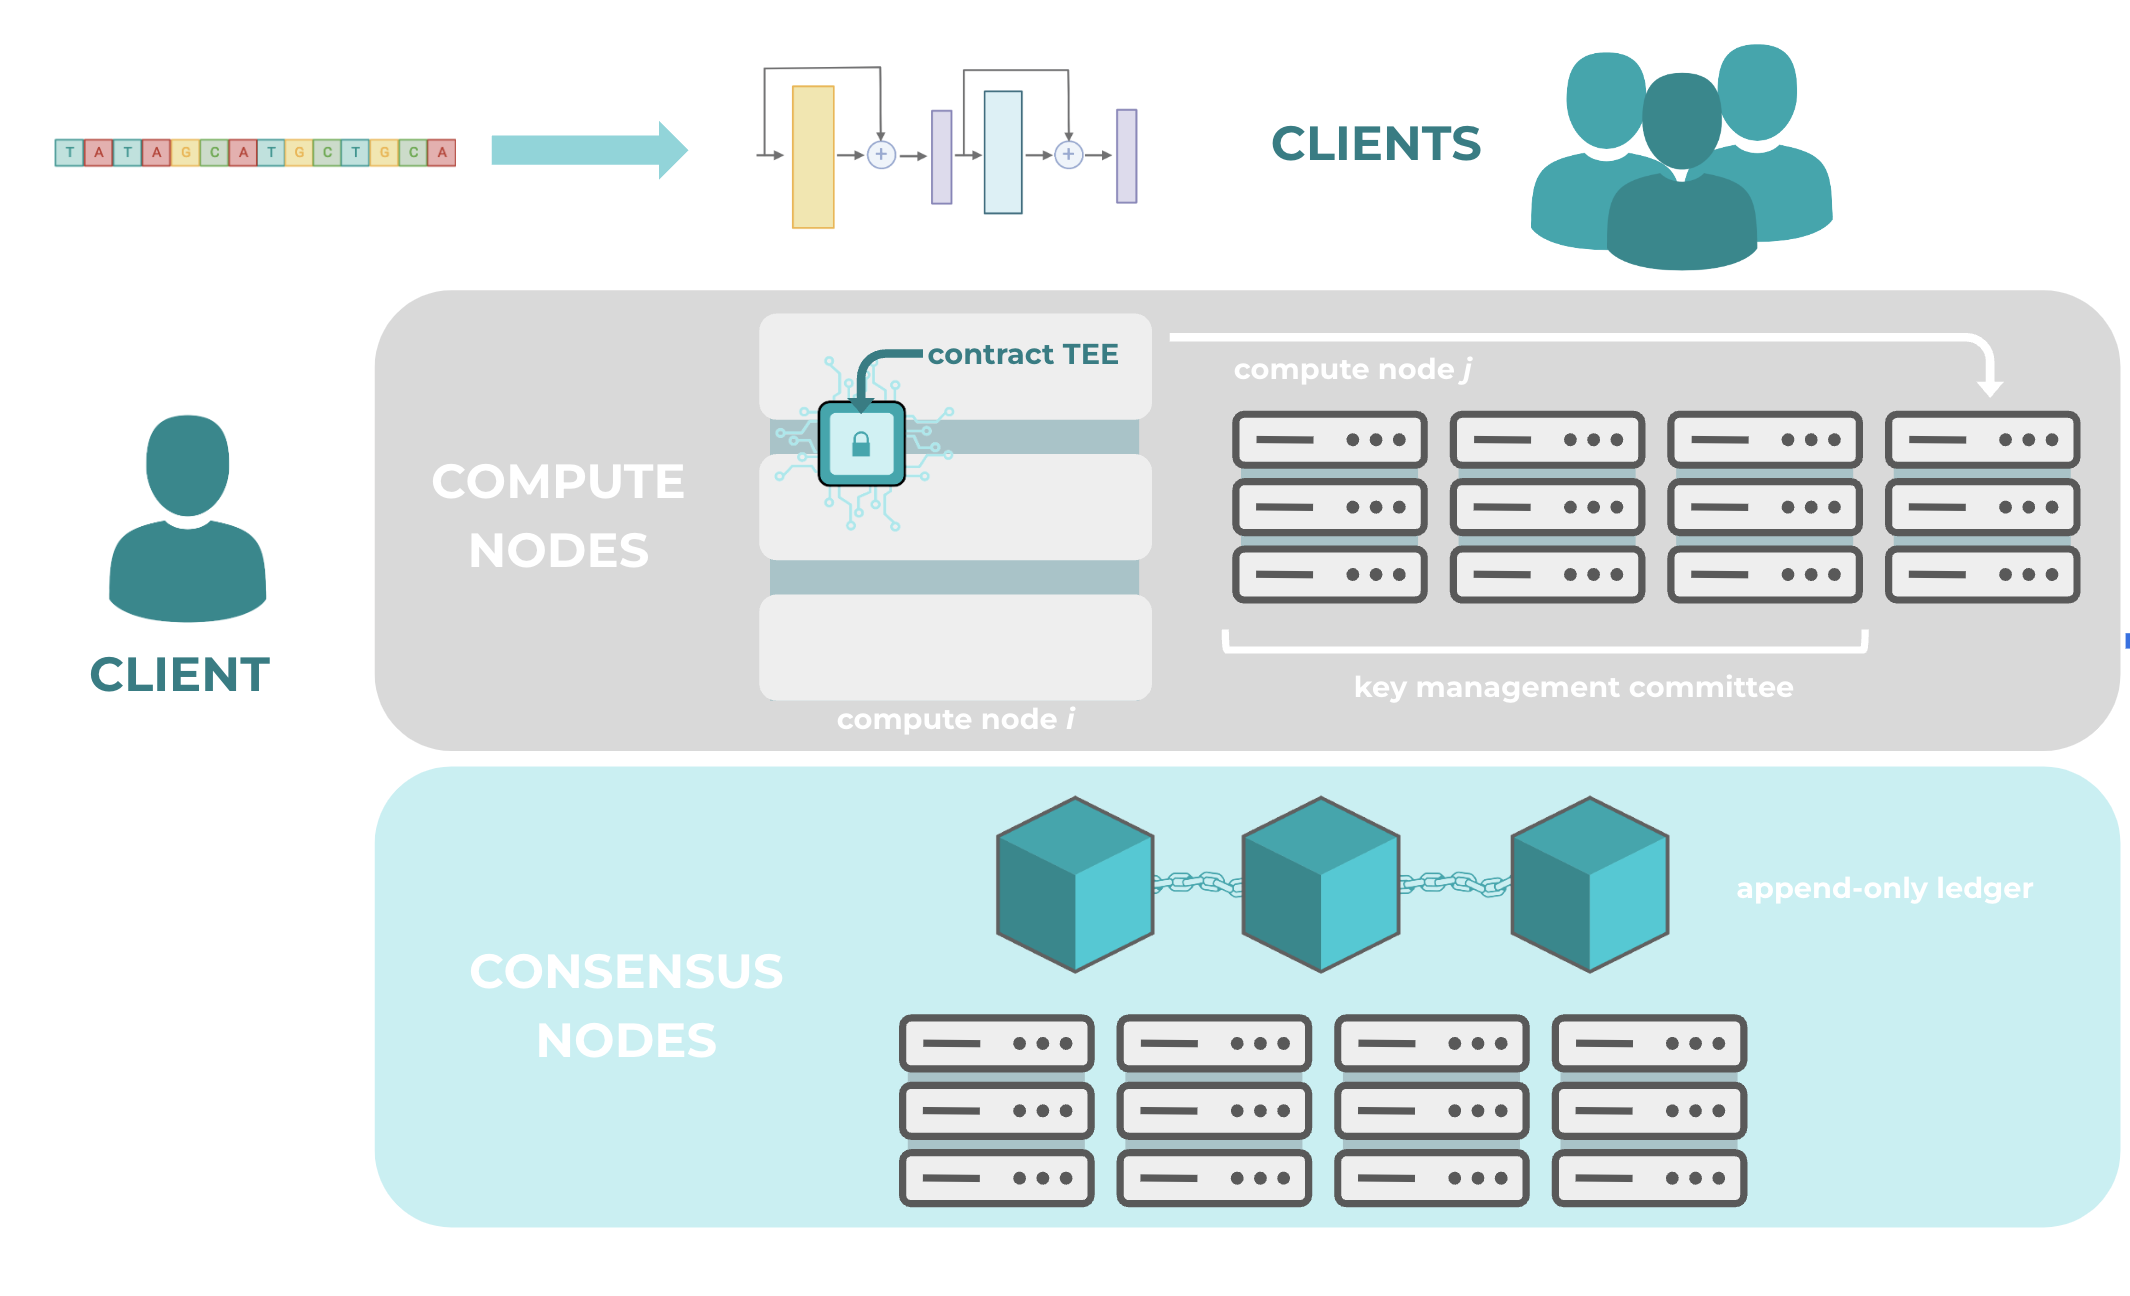 T A T A G C A T G C T G C A
+ +
CLIENTS
contract TEE
compute node j
COMPUTE
NODES
CLIENT
key management committee
compute node i
append-only ledger
CONSENSUS
NODES